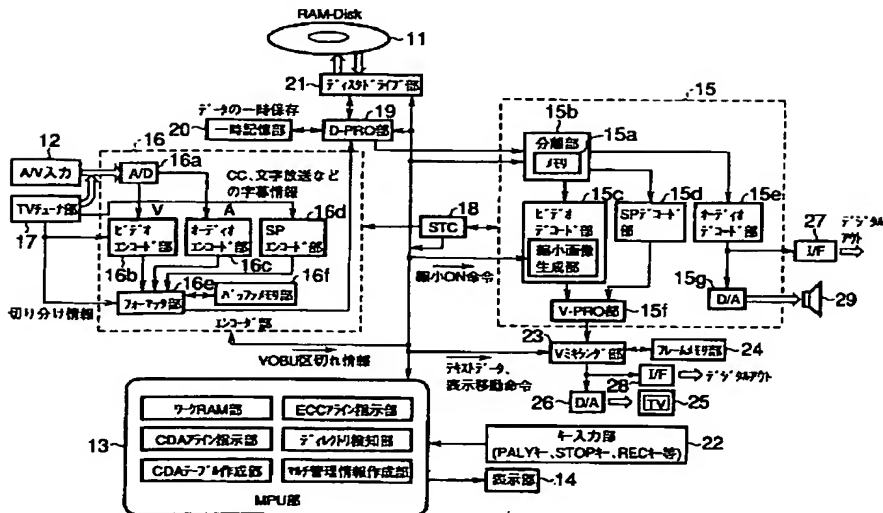 RAM-Disk
11
21
ディスクドライブ部
データの一時保存
19
20
一時記憶部
D-PRO部
12
16
A/V入力
16a
A/D
CC、文字放送など
の字幕情報
TVチューナ部
17
V
A
16d
ビデオ
エンコード部
オーディオ
エンコード部
SP
エンコード部
16b
16c
16e
16f
フォーマッタ部
バッファメモリ部
切り分け情報
エンコーダ部
VOBU区切れ情報
18
STC
15
15b
分離部
15a
メモリ
15c
15d
15e
ビデオ
デコード部
SPデコード
部
オーディオ
デコード部
縮小画像
生成部
縮小ON命令
27
I/F
デジタル
アウト
15g
D/A
29
V-PRO部
15f
23
Vミキシング部
フレームメモリ部
24
テキストデータ、
表示移動命令
I/F
デジタルアウト
28
26
D/A
TV
25
13
ワークRAM部
ECCアライン指示部
CDAアライン指示部
ディレクトリ検知部
CDAテーブル作成部
マルチ管理情報作成部
MPU部
キー入力部
(PALYキー、STOPキー、RECキー等)
22
表示部
14